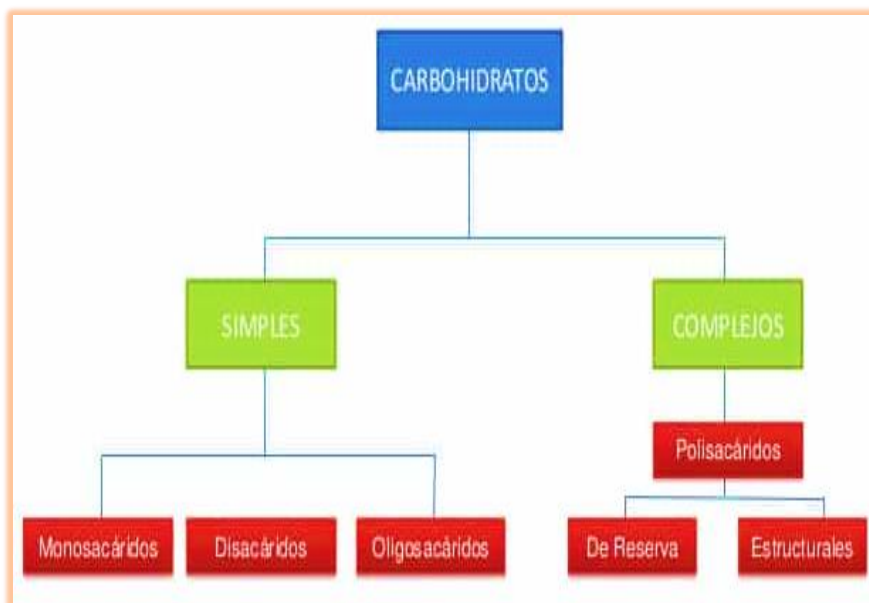 CARBOHIDRATOS
SIMPLES
COMPLEJOS
Polisacáridos
Monosacáridos
Disacáridos
Oligosacáridos
De Reserva
Estructurales